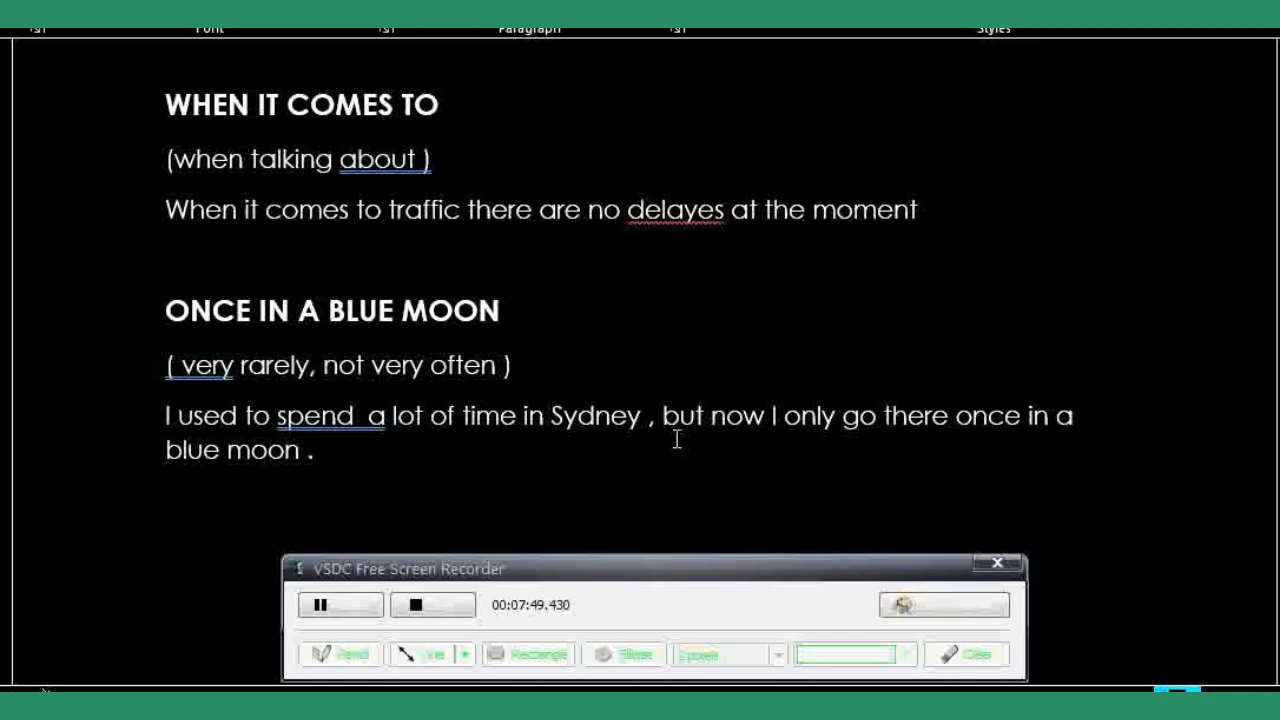 Font Paragraph Styles
WHEN IT COMES TO
(when talking about )
When it comes to traffic there are no delayes at the moment
ONCE IN A BLUE MOON
( very rarely, not very often )
I used to spend  a lot of time in Sydney , but now I only go there once in a
blue moon .
VSDC Free Screen Recorder
00:07:49.430
Rectangle Ellipse